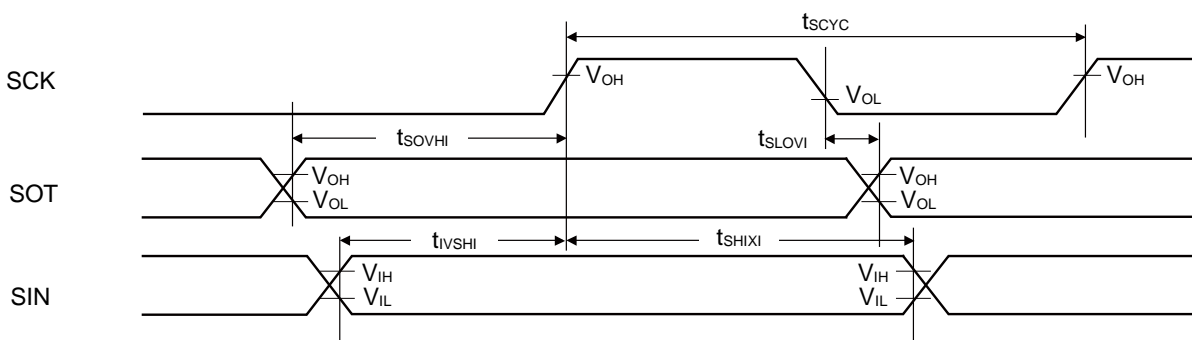 tSCYC
SCK
VOH
VOL
VOH
tSOVHI
tSLOVI
SOT
VOH
VOL
VOH
VOL
tIVSHI
tSHIXI
SIN
VIH
VIL
VIH
VIL